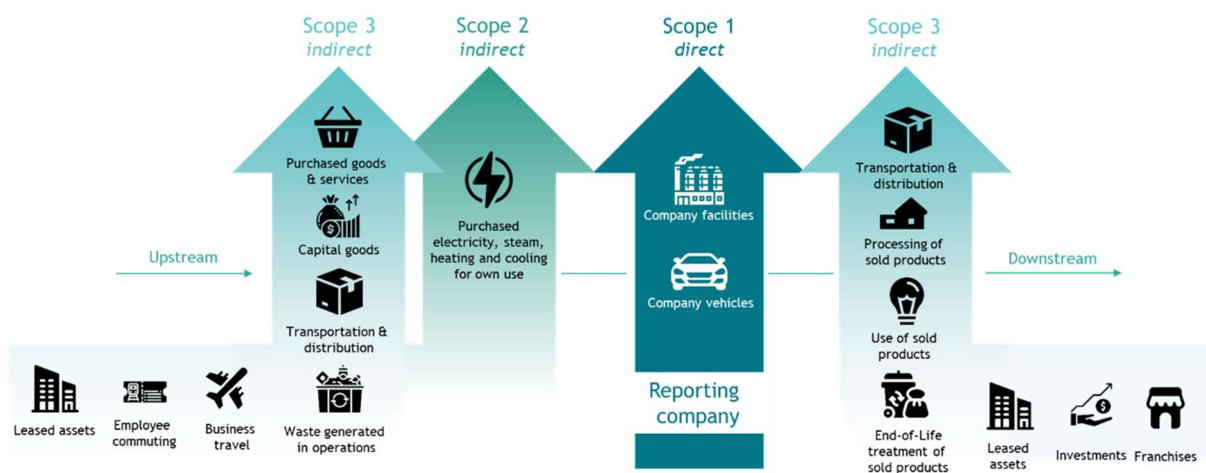 Scope 3
indirect
Scope 2
indirect
Scope 1
direct
Scope 3
indirect
Upstream
Purchased goods
& services
Capital goods
Transportation &
distribution
Waste generated
in operations
Leased assets
Employee
commuting
Business
travel
Purchased
electricity, steam,
heating and cooling
for own use
Company facilities
Company vehicles
Reporting
company
Transportation &
distribution
Processing of
sold products
Use of sold
products
End-of-Life
treatment of
sold products
Downstream
Leased
assets
Investments
Franchises